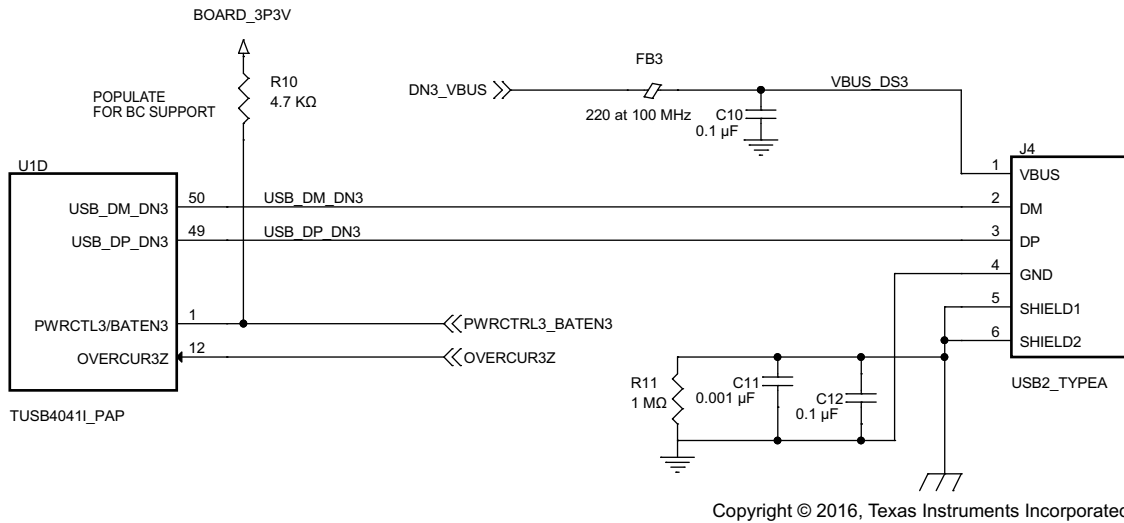 BOARD_3P3V
FB3
R10
4.7 KΩ
DN3_VBUS
VBUS_DS3
POPULATE
FOR BC SUPPORT
220 at 100 MHz
C10
0.1 µF
J4
U1D
1
VBUS
USB_DM_DN3
50
USB_DM_DN3
2
DM
USB_DP_DN3
49
USB_DP_DN3
3
DP
4
GND
5
SHIELD1
PWRCTL3/BATEN3
1
PWRCTRL3_BATEN3
6
SHIELD2
OVERCUR3Z
12
OVERCUR3Z
R11
1 MΩ
C11
0.001 µF
C12
0.1 µF
USB2_TYPEA
TUSB4041I_PAP
Copyright © 2016, Texas Instruments Incorporated